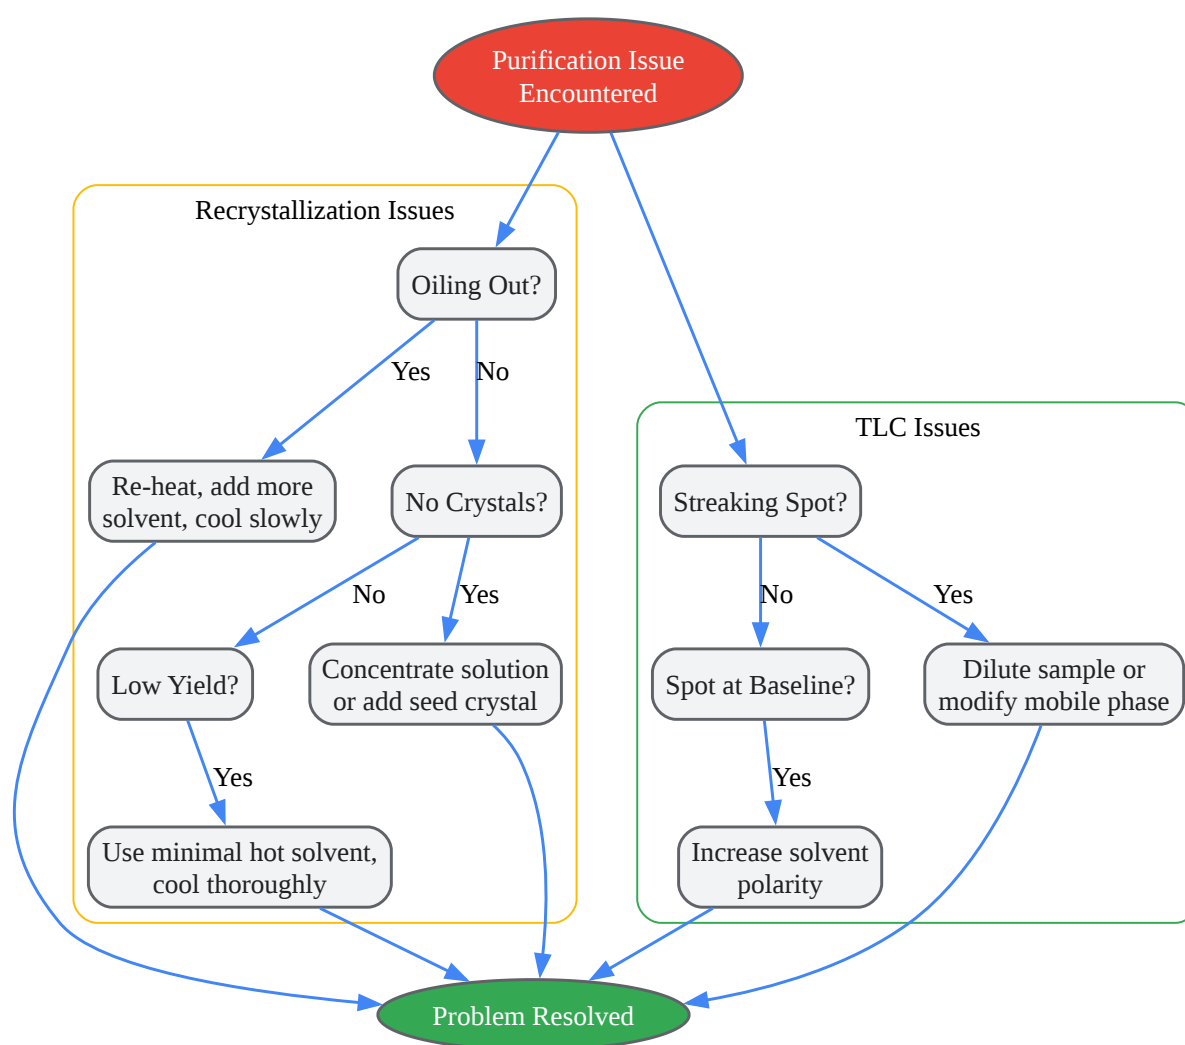 Purification Issue
Encountered
Recrystallization Issues
Oiling Out?
Yes
No
TLC Issues
Re-heat, add more
solvent, cool slowly
No Crystals?
Streaking Spot?
No
Yes
No
Yes
Low Yield?
Concentrate solution
or add seed crystal
Spot at Baseline?
Dilute sample or
modify mobile phase
Yes
Yes
Use minimal hot solvent,
cool thoroughly
Increase solvent
polarity
Problem Resolved